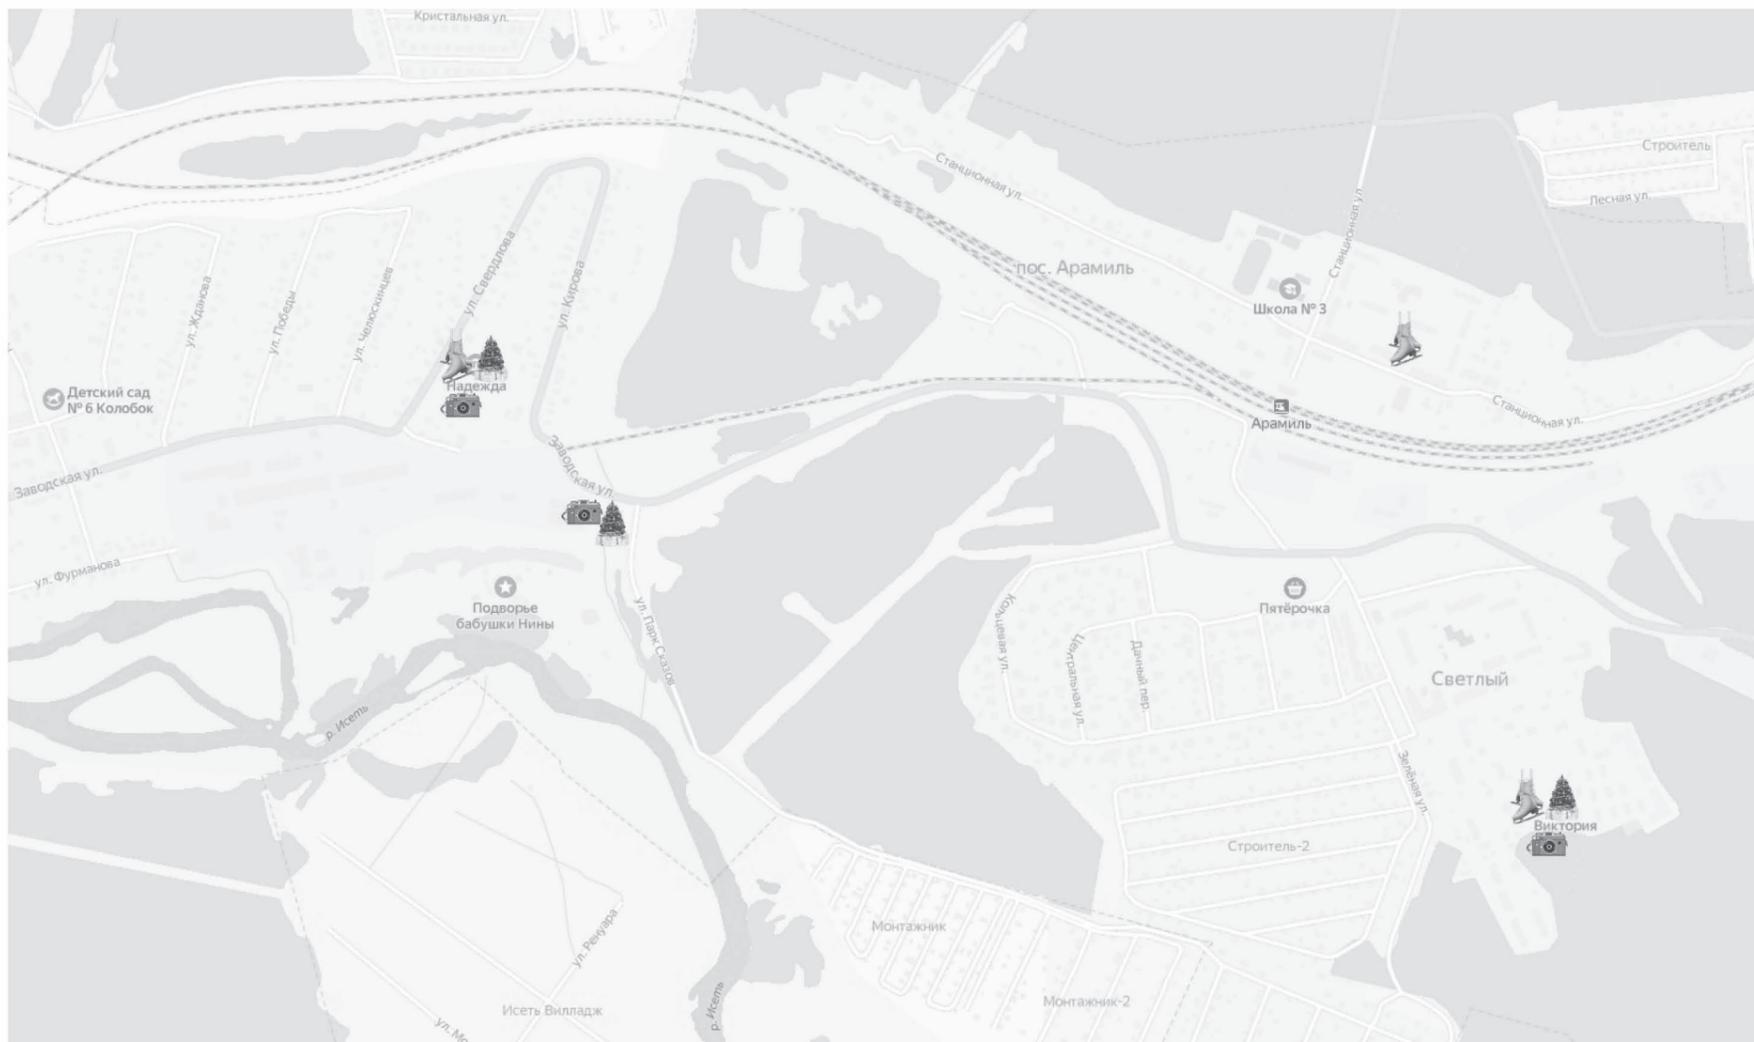 Кристальная ул.
Строитель
Станционная ул.
Лесная ул.
Станционная ул.
пос. Арамиль
ул. Свердлова
ул. Кирова
ул. Жданова
ул. Победы
ул. Челюскинцев
Школа № 3
Надежда
Детский сад
№ 6 Колобок
Станционная ул.
Арамиль
Заводская ул.
Заводская ул.
ул. Фурманова
Подворье
бабушки Нины
Пятёрочка
ул. Парк Сказов
Кольцевая ул.
Центральная ул.
Дачный пер.
Светлый
р. Исеть
Зелёная ул.
Виктория
Строитель-2
Монтажник
ул. Ренуара
Монтажник-2
Исеть Вилладж
р. Исеть